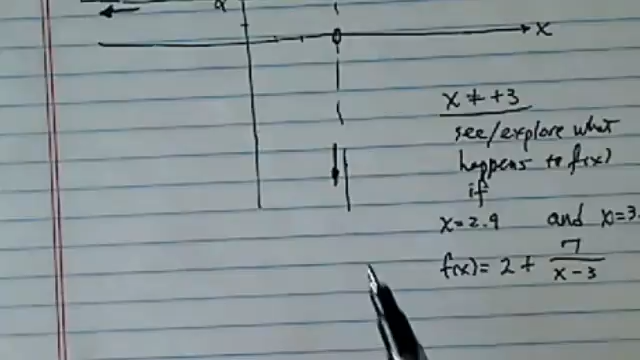 x
x ≠ +3
see/explore what
happens to f(x)
if
x=2.9 and x=3.
f(x)= 2 + 7/(x-3)